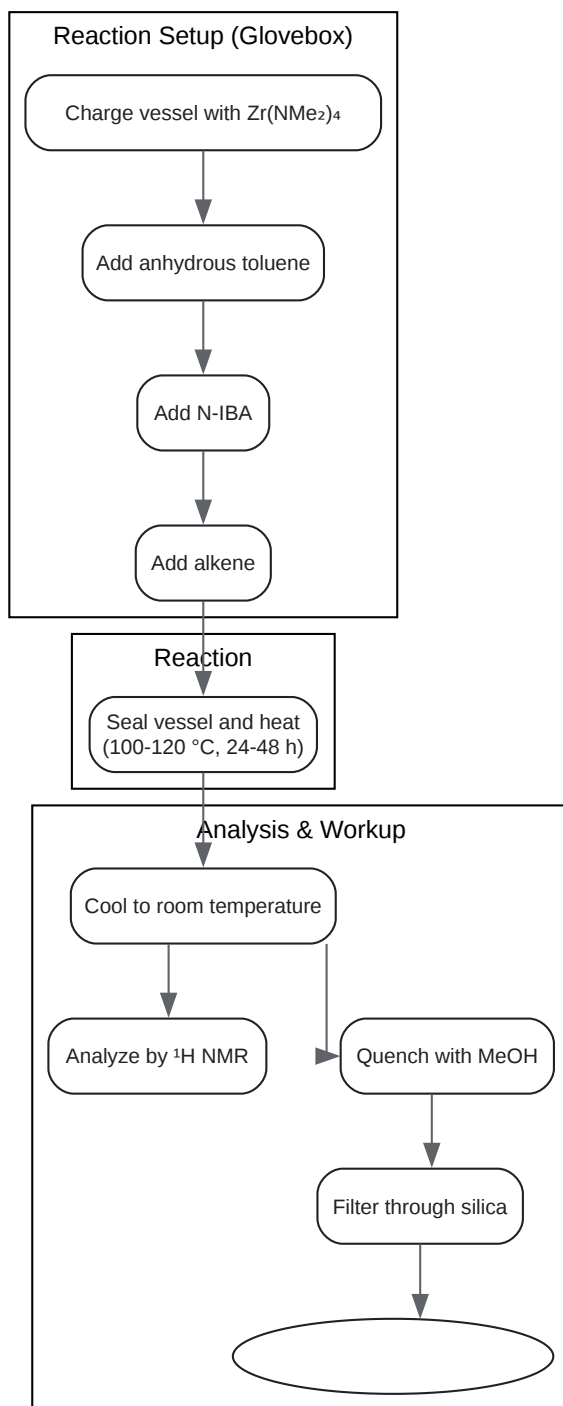 Reaction Setup (Glovebox)
Charge vessel with Zr(NMe₂)₄
Add anhydrous toluene
Add N-IBA
Add alkene
Reaction
Seal vessel and heat
(100-120 °C, 24-48 h)
Analysis & Workup
Cool to room temperature
Analyze by ¹H NMR
Quench with MeOH
Filter through silica